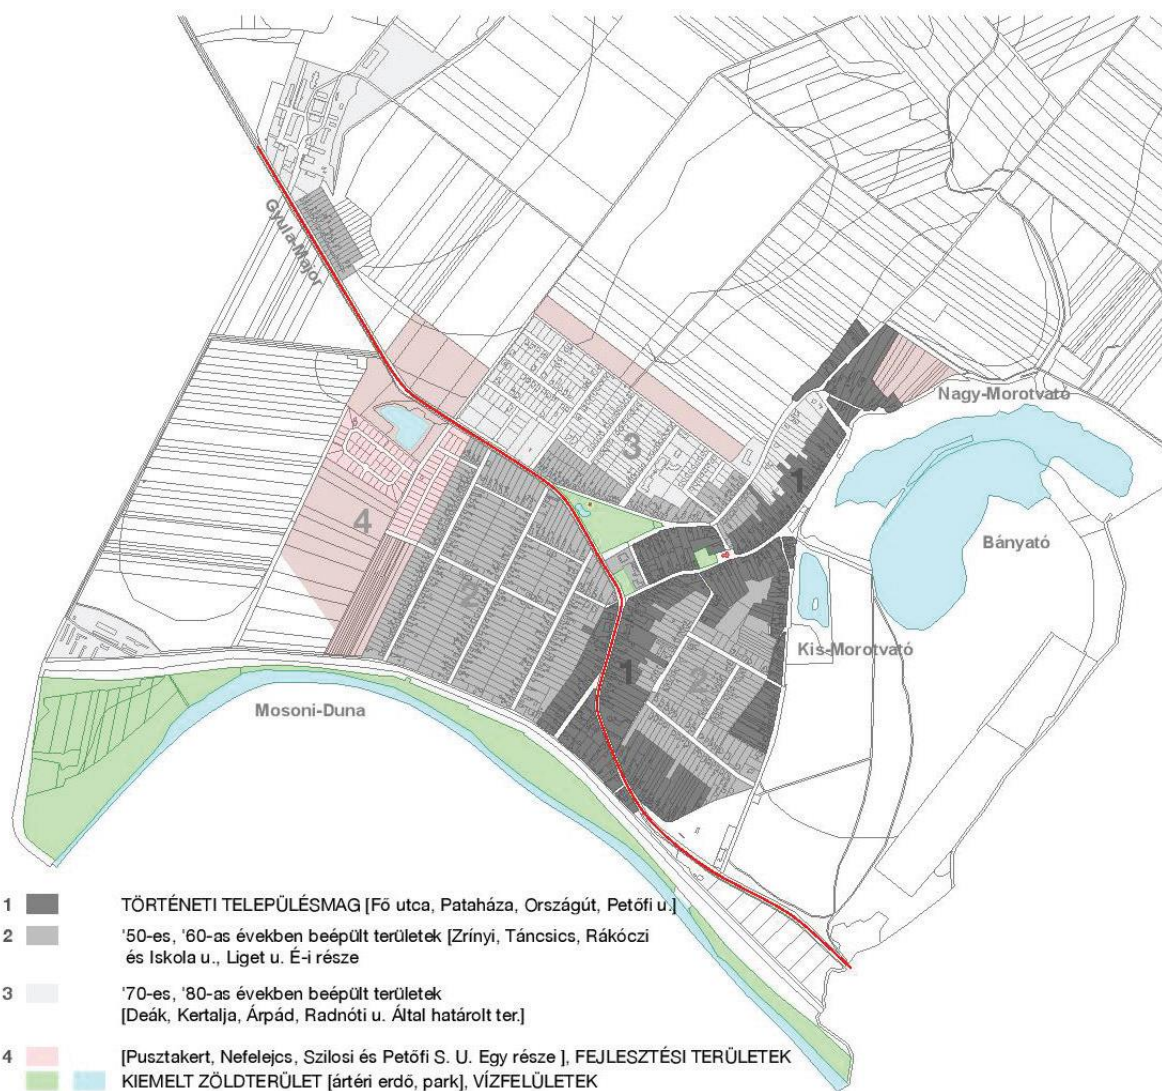 Gyula-Major
Nagy-Morotvató
3
1
4
Bányató
2
Kis-Morotvató
1
2
Mosoni-Duna
1 TÖRTÉNETI TELEPÜLÉSMAG [Fő utca, Pataháza, Országút, Petőfi u.]
2 '50-es, '60-as években beépült területek [Zrínyi, Táncsics, Rákóczi
és Iskola u., Liget u. É-i része
3 '70-es, '80-as években beépült területek
[Deák, Kertalja, Árpád, Radnóti u. Által határolt ter.]
4 [Pusztakert, Nefelejcs, Szilosi és Petőfi S. U. Egy része ], FEJLESZTÉSI TERÜLETEK
KIEMELT ZÖLDTERÜLET [ártéri erdő, park], VÍZFELÜLETEK